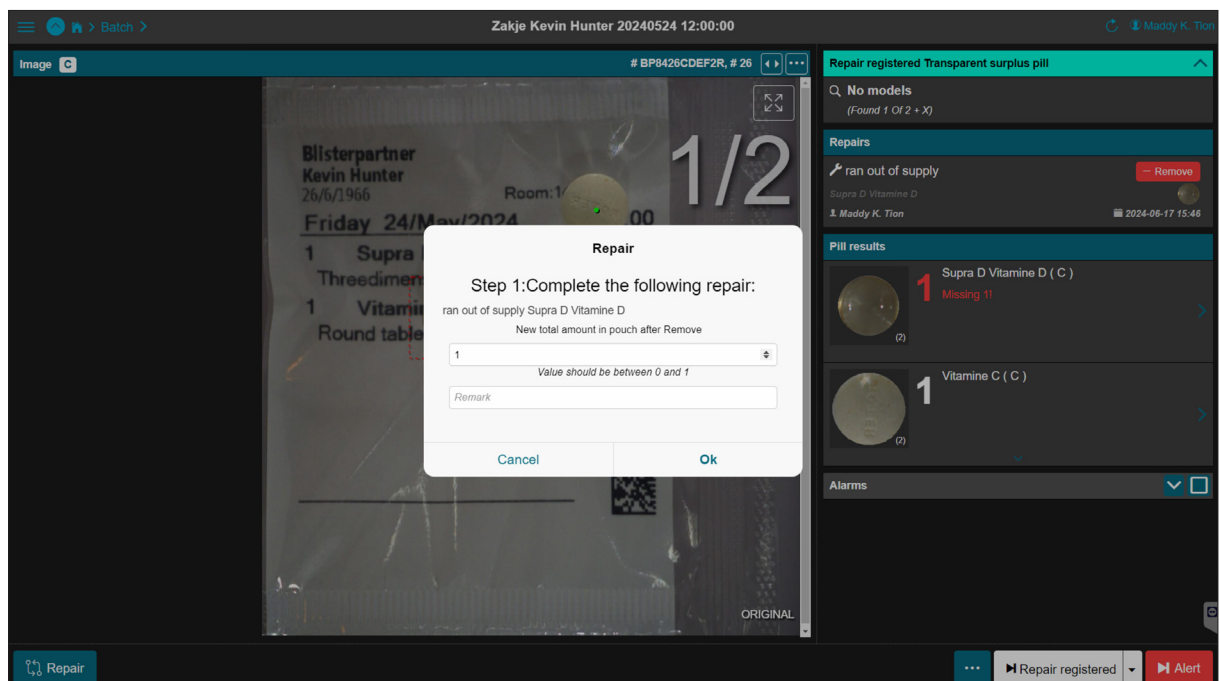 Batch
Zakje Kevin Hunter 20240524 12:00:00
Maddy K. Tion
Image C
# BP8426CDEF2R, # 26
Blisterpartner
Kevin Hunter
26/6/1966
Room:1
Friday 24/May/2024
00
1 Supra
Threedimen
1 Vitamin
Round table
1/2
ORIGINAL
Repair
Step 1:Complete the following repair:
ran out of supply Supra D Vitamine D
New total amount in pouch after Remove
1
Value should be between 0 and 1
Remark
Cancel
Ok
Repair registered Transparent surplus pill
No models
(Found 1 Of 2 + X)
Repairs
ran out of supply
Remove
Supra D Vitamine D
Maddy K. Tion
2024-06-17 15:46
Pill results
1
Supra D Vitamine D ( C )
Missing 1!
(2)
1
Vitamine C ( C )
(2)
Alarms
Repair
Repair registered
Alert